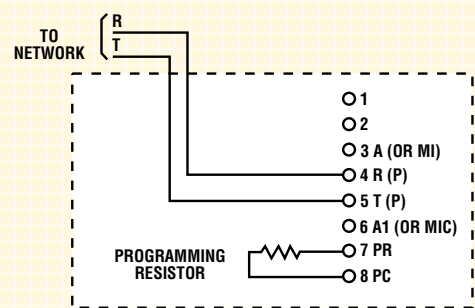 R
TO
NETWORK
T
1
2
3 A (OR MI)
4 R (P)
5 T (P)
6 A1 (OR MIC)
PROGRAMMING
RESISTOR
7 PR
8 PC